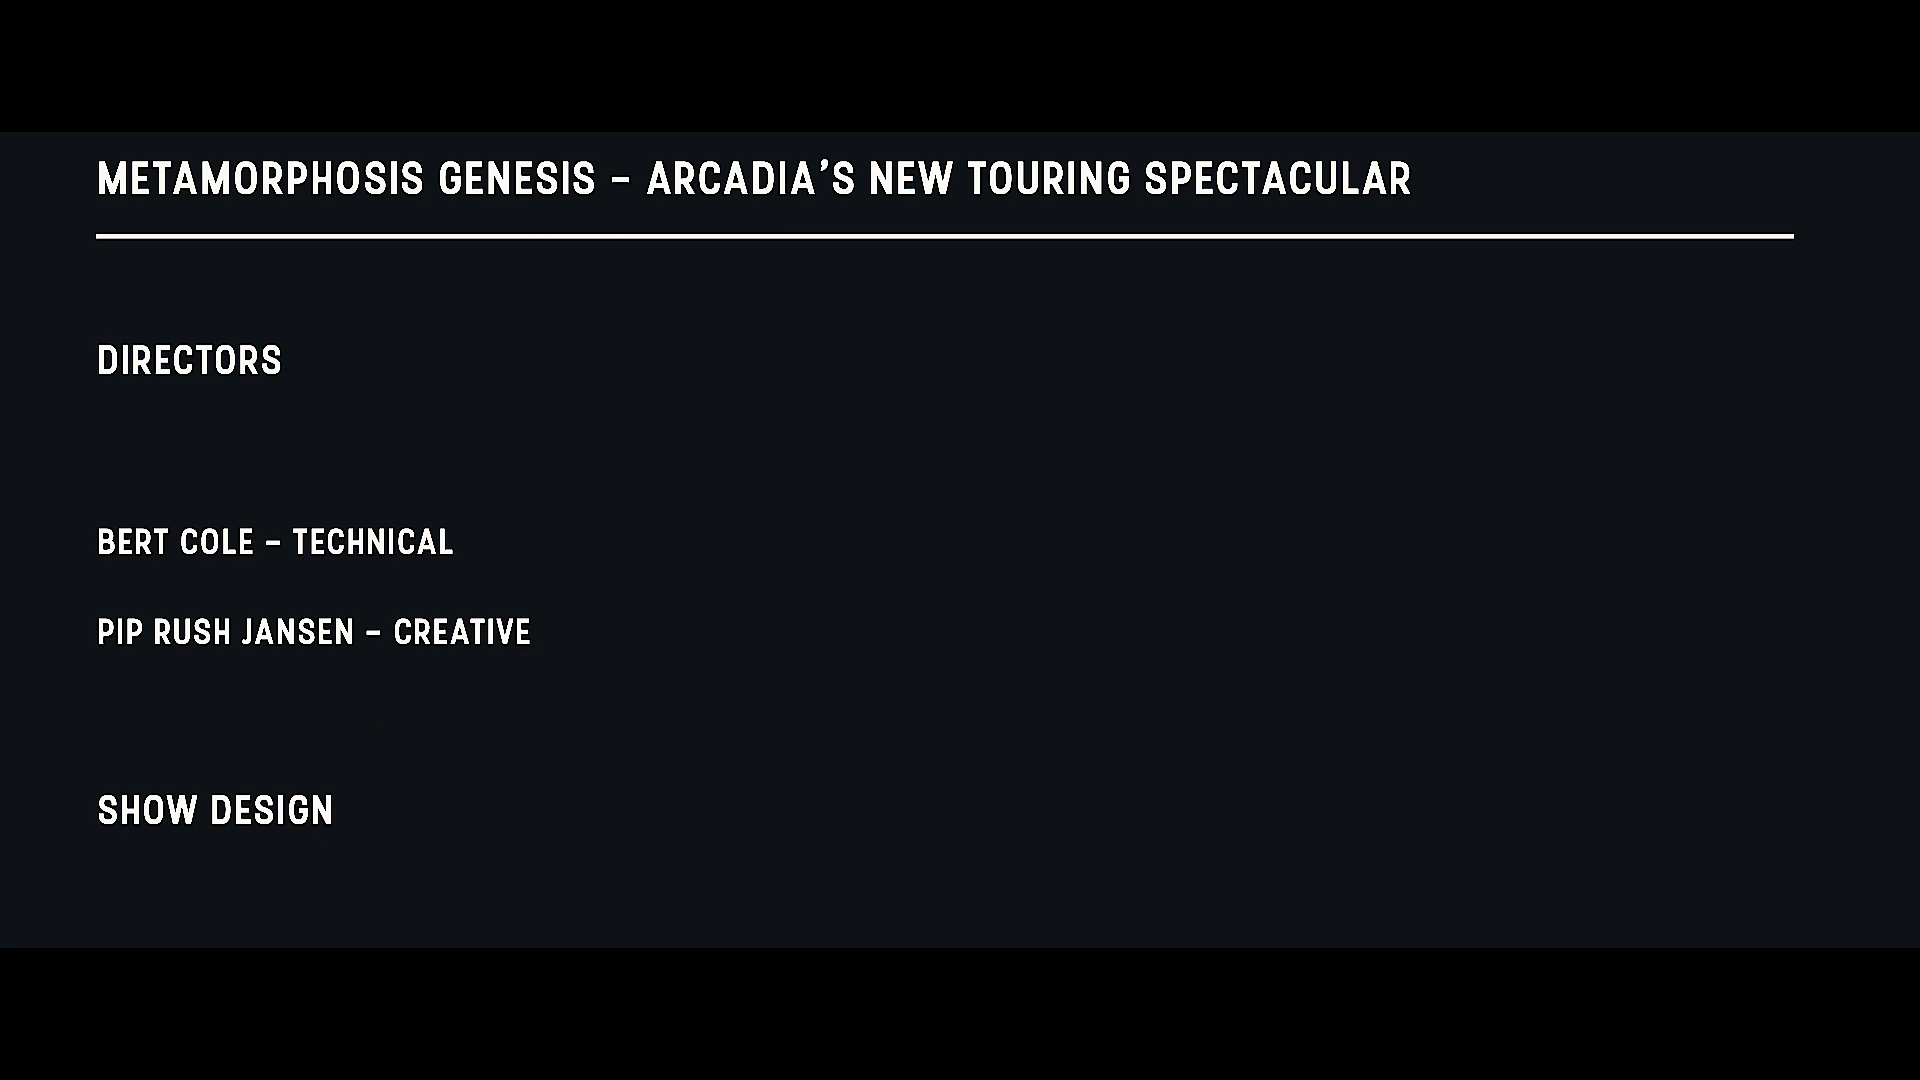 METAMORPHOSIS GENESIS – ARCADIA’S NEW TOURING SPECTACULAR
DIRECTORS
BERT COLE – TECHNICAL
PIP RUSH JANSEN – CREATIVE
SHOW DESIGN